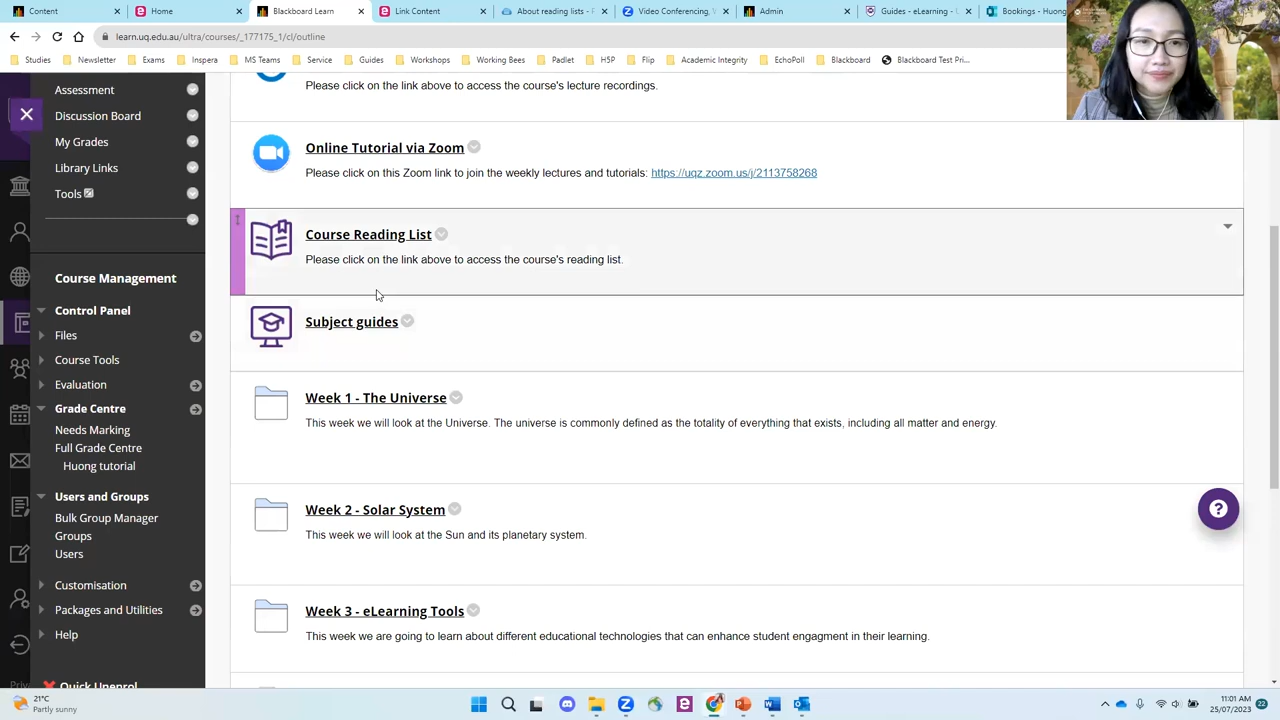 Content
Home
Blackboard Learn
Link Content
About reading lists - F
Video Conferencing, V
Admin
Guides - eLearning -
Bookings - Huong
learn.uq.edu.au/ultra/courses/_177175_1/cl/outline
Studies
Newsletter
Exams
Inspera
MS Teams
Service
Guides
Workshops
Working Bees
Padlet
H5P
Flip
Academic Integrity
EchoPoll
Blackboard
Blackboard Test Pri...
Assessment
Discussion Board
My Grades
Library Links
Tools
Course Management
Control Panel
Files
Course Tools
Evaluation
Grade Centre
Needs Marking
Full Grade Centre
Huong tutorial
Users and Groups
Bulk Group Manager
Groups
Users
Customisation
Packages and Utilities
Help
Quick Unenrol
Priv
Please click on the link above to access the course's lecture recordings.
Online Tutorial via Zoom
Please click on this Zoom link to join the weekly lectures and tutorials: https://uqz.zoom.us/j/2113758268
Course Reading List
Please click on the link above to access the course's reading list.
Subject guides
Week 1 - The Universe
This week we will look at the Universe. The universe is commonly defined as the totality of everything that exists, including all matter and energy.
Week 2 - Solar System
This week we will look at the Sun and its planetary system.
Week 3 - eLearning Tools
This week we are going to learn about different educational technologies that can enhance student engagment in their learning.
?
21°C
Partly sunny
11:01 AM
25/07/2023
22